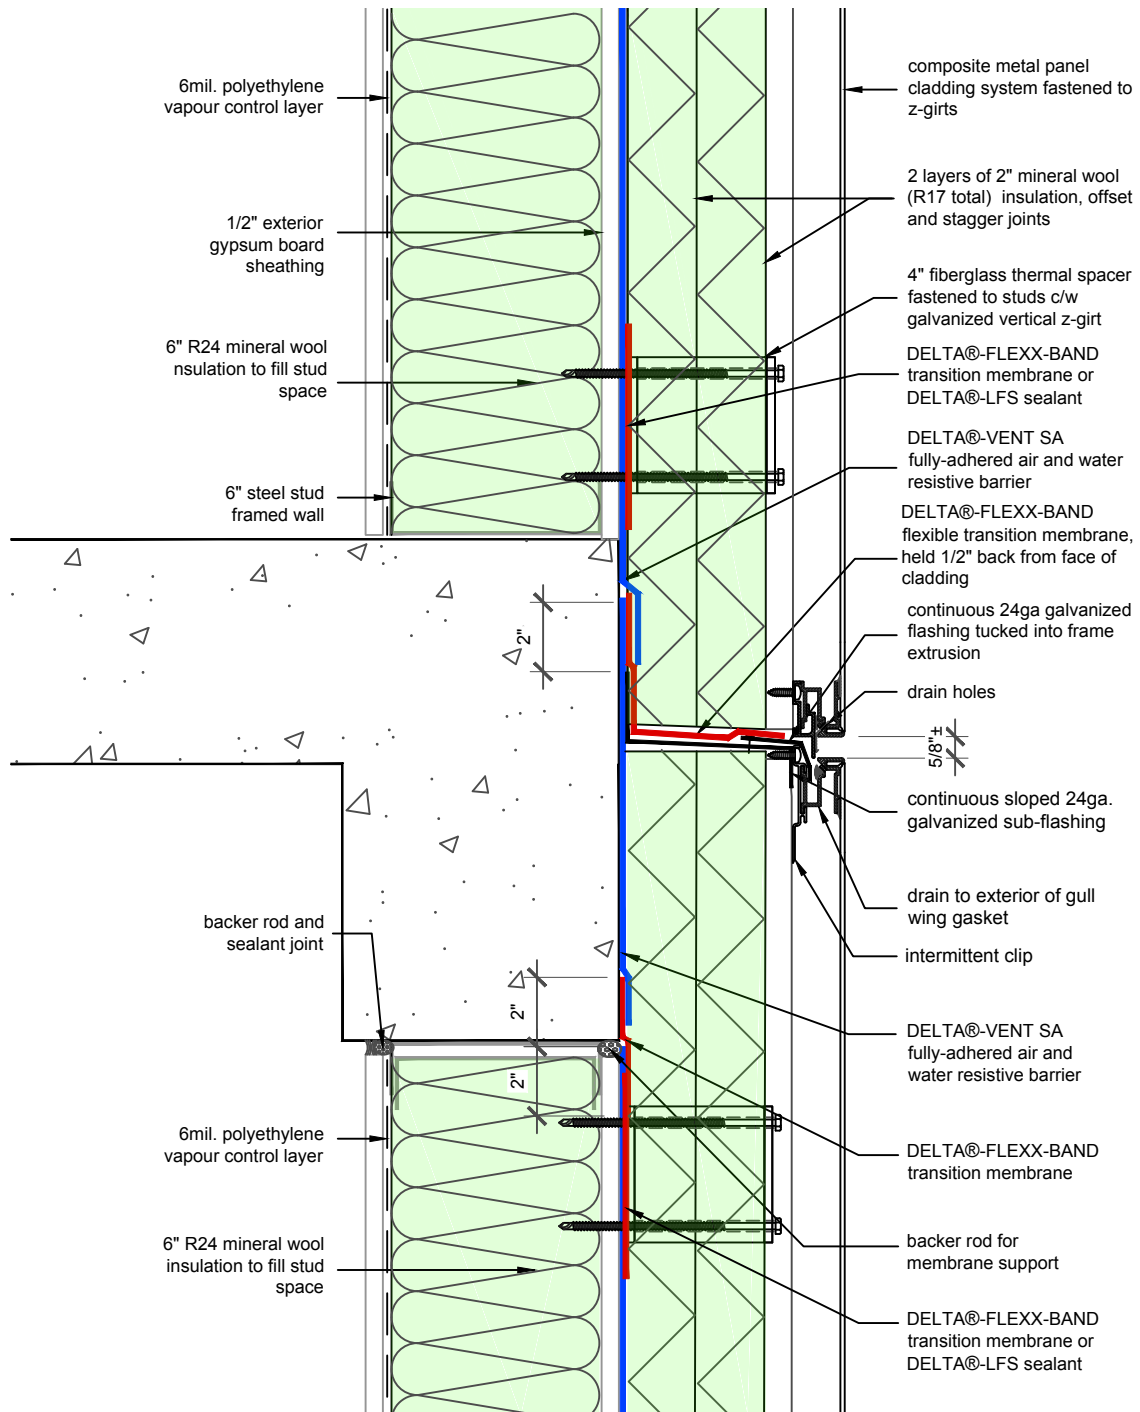 6mil. polyethylene
vapour control layer
1/2" exterior
gypsum board
sheathing
6" R24 mineral wool
nsulation to fill stud
space
6" steel stud
framed wall
backer rod and
sealant joint
6mil. polyethylene
vapour control layer
6" R24 mineral wool
insulation to fill stud
space
2"
2"
2"
composite metal panel
cladding system fastened to
z-girts
2 layers of 2" mineral wool
(R17 total) insulation, offset
and stagger joints
4" fiberglass thermal spacer
fastened to studs c/w
galvanized vertical z-girt
DELTA®-FLEXX-BAND
transition membrane or
DELTA®-LFS sealant
DELTA®-VENT SA
fully-adhered air and water
resistive barrier
DELTA®-FLEXX-BAND
flexible transition membrane,
held 1/2" back from face of
cladding
continuous 24ga galvanized
flashing tucked into frame
extrusion
drain holes
5/8"±
continuous sloped 24ga.
galvanized sub-flashing
drain to exterior of gull
wing gasket
intermittent clip
DELTA®-VENT SA
fully-adhered air and
water resistive barrier
DELTA®-FLEXX-BAND
transition membrane
backer rod for
membrane support
DELTA®-FLEXX-BAND
transition membrane or
DELTA®-LFS sealant